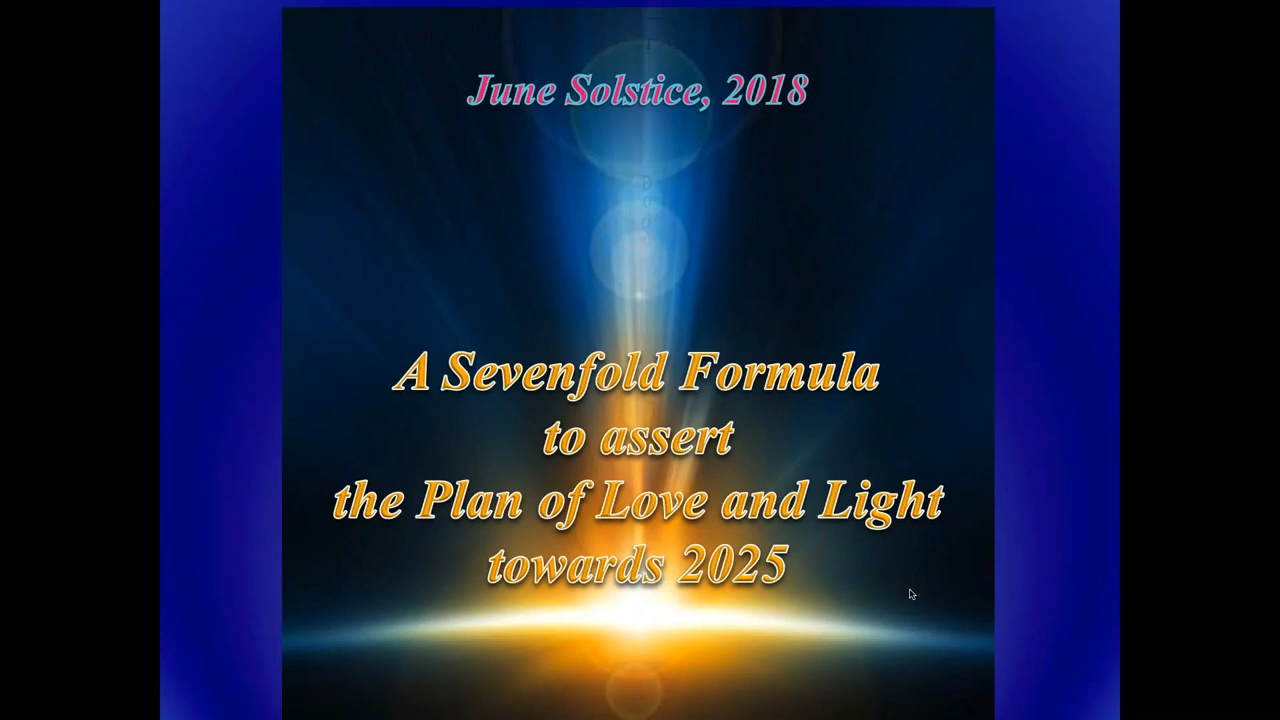 June Solstice, 2018
A Sevenfold Formula
to assert
the Plan of Love and Light
towards 2025